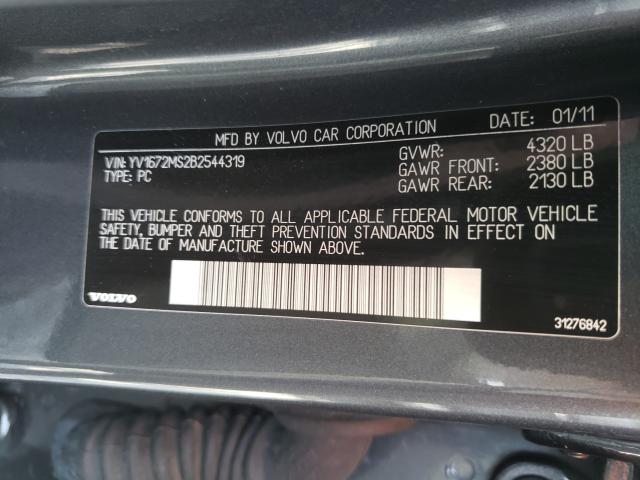 MFD BY VOLVO CAR CORPORATION DATE: 01/11
VIN: YV1672MS2B2544319 GVWR: 4320 LB
TYPE: PC GAWR FRONT: 2380 LB
GAWR REAR: 2130 LB
THIS VEHICLE CONFORMS TO ALL APPLICABLE FEDERAL MOTOR VEHICLE
SAFETY, BUMPER AND THEFT PREVENTION STANDARDS IN EFFECT ON
THE DATE OF MANUFACTURE SHOWN ABOVE.
VOLVO 31276842